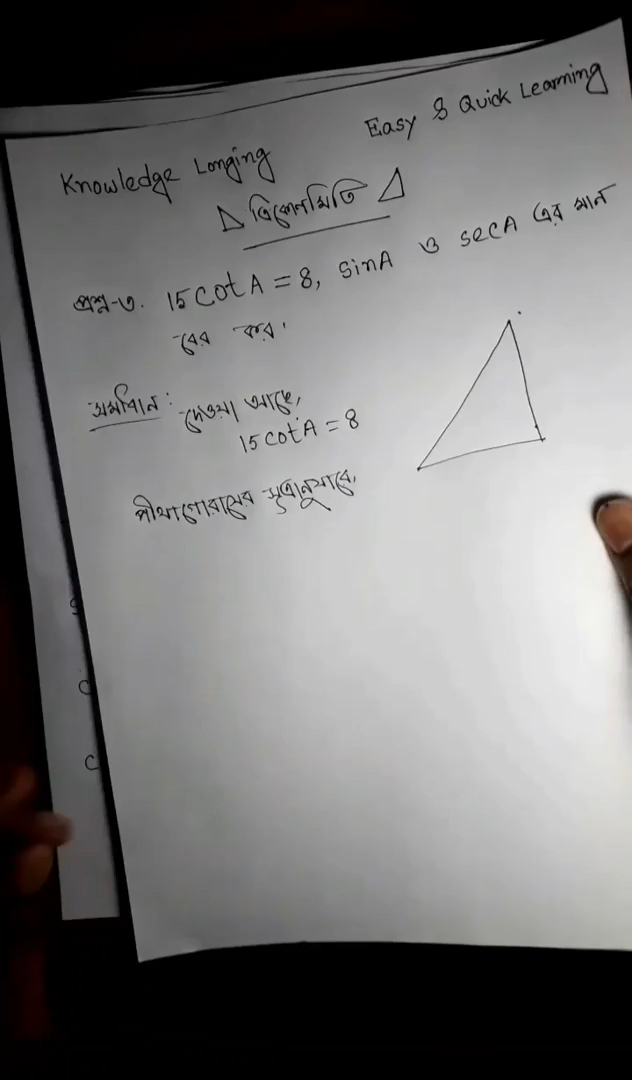 Knowledge Longing
Easy & Quick Learning
ত্রিকোনমিতি
প্রশ্ন-৩. 15 cot A = 8, sinA ও secA এর মান
বের কর।
সমাধান: দেওয়া আছে,
15 cot A = 8
পীথাগোরাসের সূত্রানুসারে,
C
C